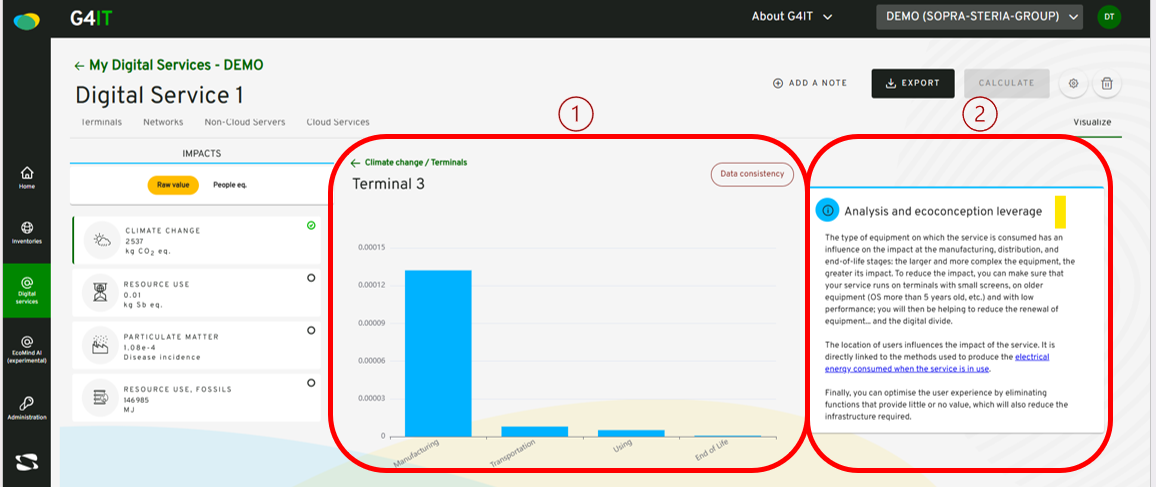 G4IT
About G4IT
DEMO (SOPRA-STERIA-GROUP)
DT
← My Digital Services - DEMO
Digital Service 1
ADD A NOTE
EXPORT
CALCULATE
Terminals
Networks
Non-Cloud Servers
Cloud Services
Visualize
1
2
Home
Inventories
Digital
services
EcoMind AI
(experimental)
Administration
IMPACTS
Raw value
People eq.
CLIMATE CHANGE
2537
kg CO2 eq.
RESOURCE USE
0.01
kg Sb eq.
PARTICULATE MATTER
1.08e-4
Disease incidence
RESOURCE USE, FOSSILS
146985
MJ
← Climate change / Terminals
Terminal 3
Data consistency
0.00015
0.00012
0.00009
0.00006
0.00003
0
Manufacturing
Transportation
Using
End of Life
Analysis and ecoconception leverage
The type of equipment on which the service is consumed has an
influence on the impact at the manufacturing, distribution, and
end-of-life stages: the larger and more complex the equipment, the
greater its impact. To reduce the impact, you can make sure that
your service runs on terminals with small screens, on older
equipment (OS more than 5 years old, etc.) and with low
performance; you will then be helping to reduce the renewal of
equipment... and the digital divide.
The location of users influences the impact of the service. It is
directly linked to the methods used to produce the electrical
energy consumed when the service is in use.
Finally, you can optimise the user experience by eliminating
functions that provide little or no value, which will also reduce the
infrastructure required.